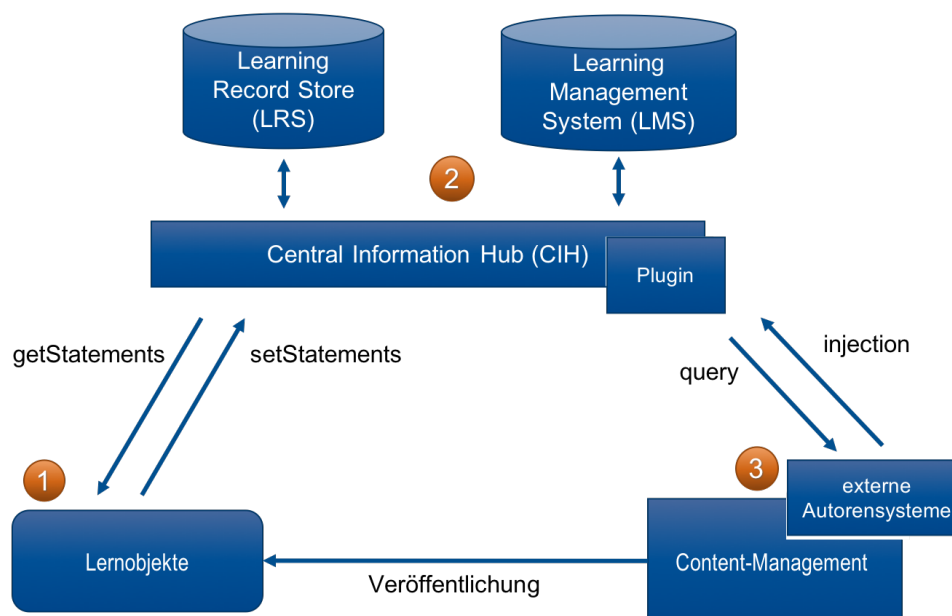 Learning
Record Store
(LRS)
Learning
Management
System (LMS)
2
Central Information Hub (CIH)
Plugin
getStatements
setStatements
injection
query
1
3
externe
Autorensysteme
Lernobjekte
Content-Management
Veröffentlichung